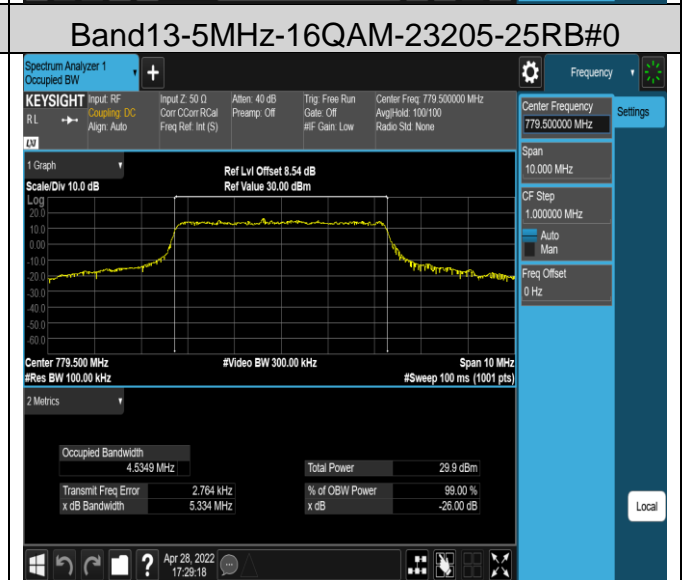 Band13-5MHz-16QAM-23205-25RB#0
Spectrum Analyzer 1
Occupied BW
Frequency
KEYSIGHT
RL
Input: RF
Coupling: DC
Align: Auto
Input Z: 50 Ω
Corr CCorr RCal
Freq Ref: Int (S)
Atten: 40 dB
Preamp: Off
Trig: Free Run
Gate: Off
#IF Gain: Low
Center Freq: 779.500000 MHz
Avg|Hold: 100/100
Radio Std: None
Center Frequency
779.500000 MHz
Settings
Span
10.000 MHz
CF Step
1.000000 MHz
Auto
Man
Freq Offset
0 Hz
1 Graph
Scale/Div 10.0 dB
Ref Lvl Offset 8.54 dB
Ref Value 30.00 dBm
Log
20.0
10.0
0.00
-10.0
-20.0
-30.0
-40.0
-50.0
-60.0
Center 779.500 MHz
#Video BW 300.00 kHz
Span 10 MHz
#Res BW 100.00 kHz
#Sweep 100 ms (1001 pts)
2 Metrics
Occupied Bandwidth
4.5349 MHz
Total Power 29.9 dBm
Transmit Freq Error 2.764 kHz
% of OBW Power 99.00 %
x dB Bandwidth 5.334 MHz
x dB -26.00 dB
Local
?
Apr 28, 2022
17:29:18